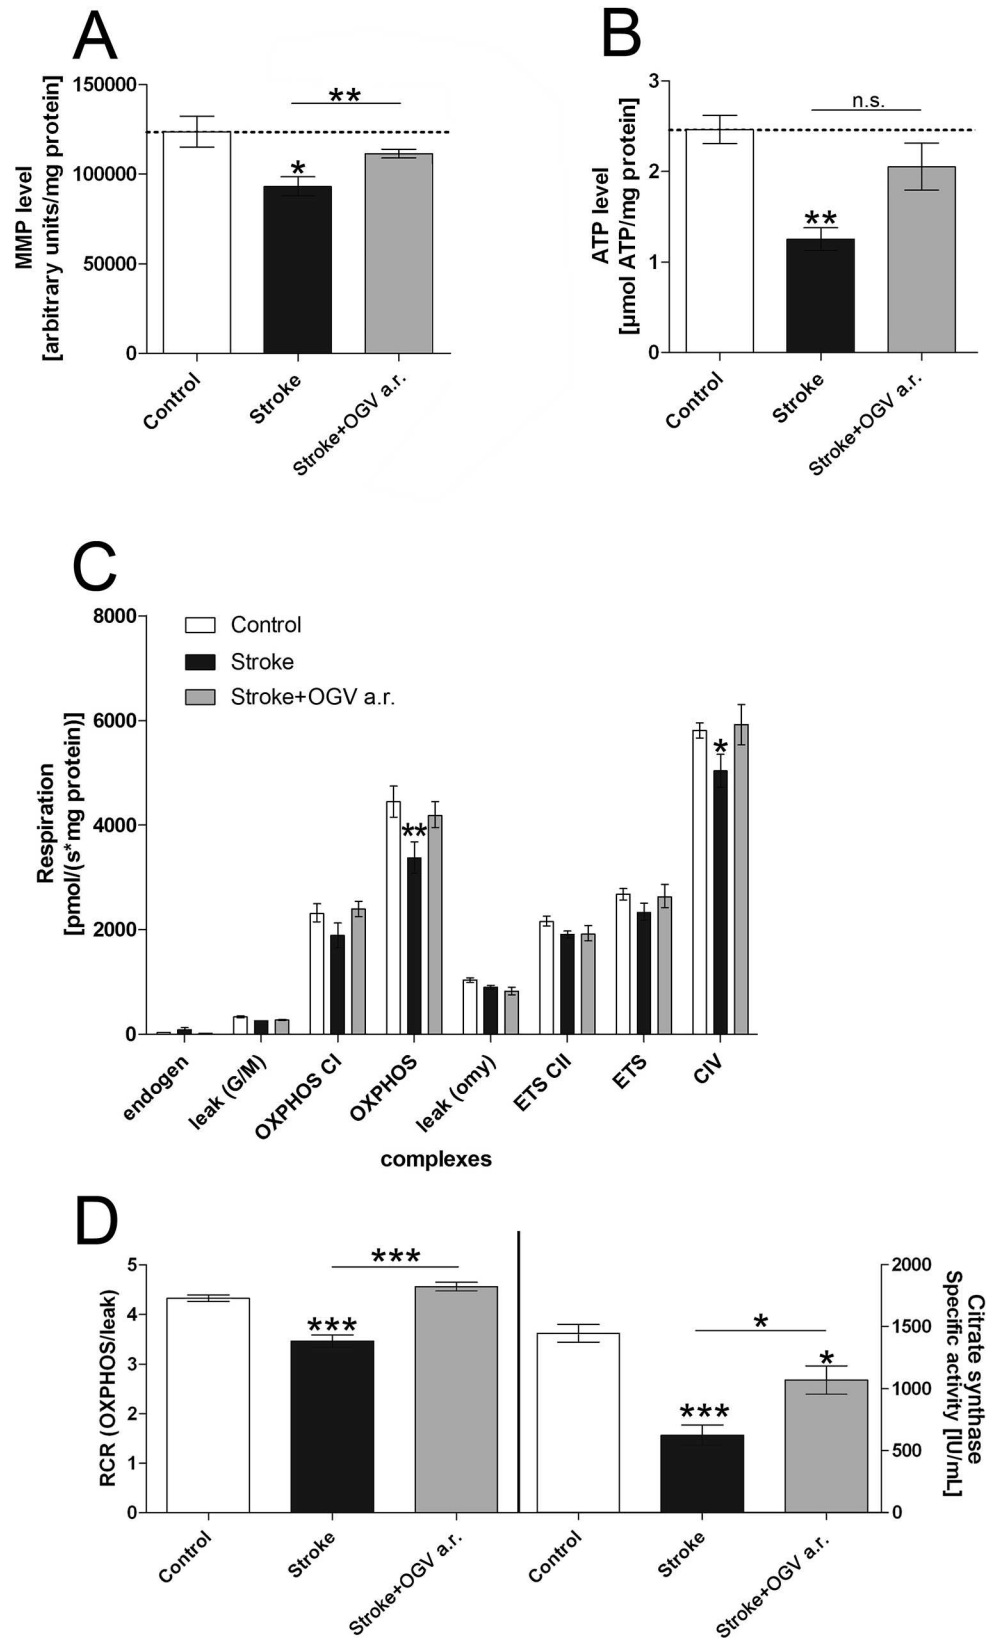 A
MMP level
[arbitrary units/mg protein]
150000
100000
50000
0
**
*
Control
Stroke
Stroke+OGV a.r.
B
ATP level
[µmol ATP/mg protein]
3
2
1
0
n.s.
**
Control
Stroke
Stroke+OGV a.r.
C
Respiration
[pmol/(s*mg protein)]
8000
6000
4000
2000
0
Control
Stroke
Stroke+OGV a.r.
**
*
endogen
leak (G/M)
OXPHOS CI
OXPHOS
leak (omy)
ETS CII
ETS
CIV
complexes
D
RCR (OXPHOS/leak)
5
4
3
2
1
0
***
***
Control
Stroke
Stroke+OGV a.r.
*
*
***
Control
Stroke
Stroke+OGV a.r.
2000
1500
1000
500
0
Citrate synthase
Specific activity [IU/mL]